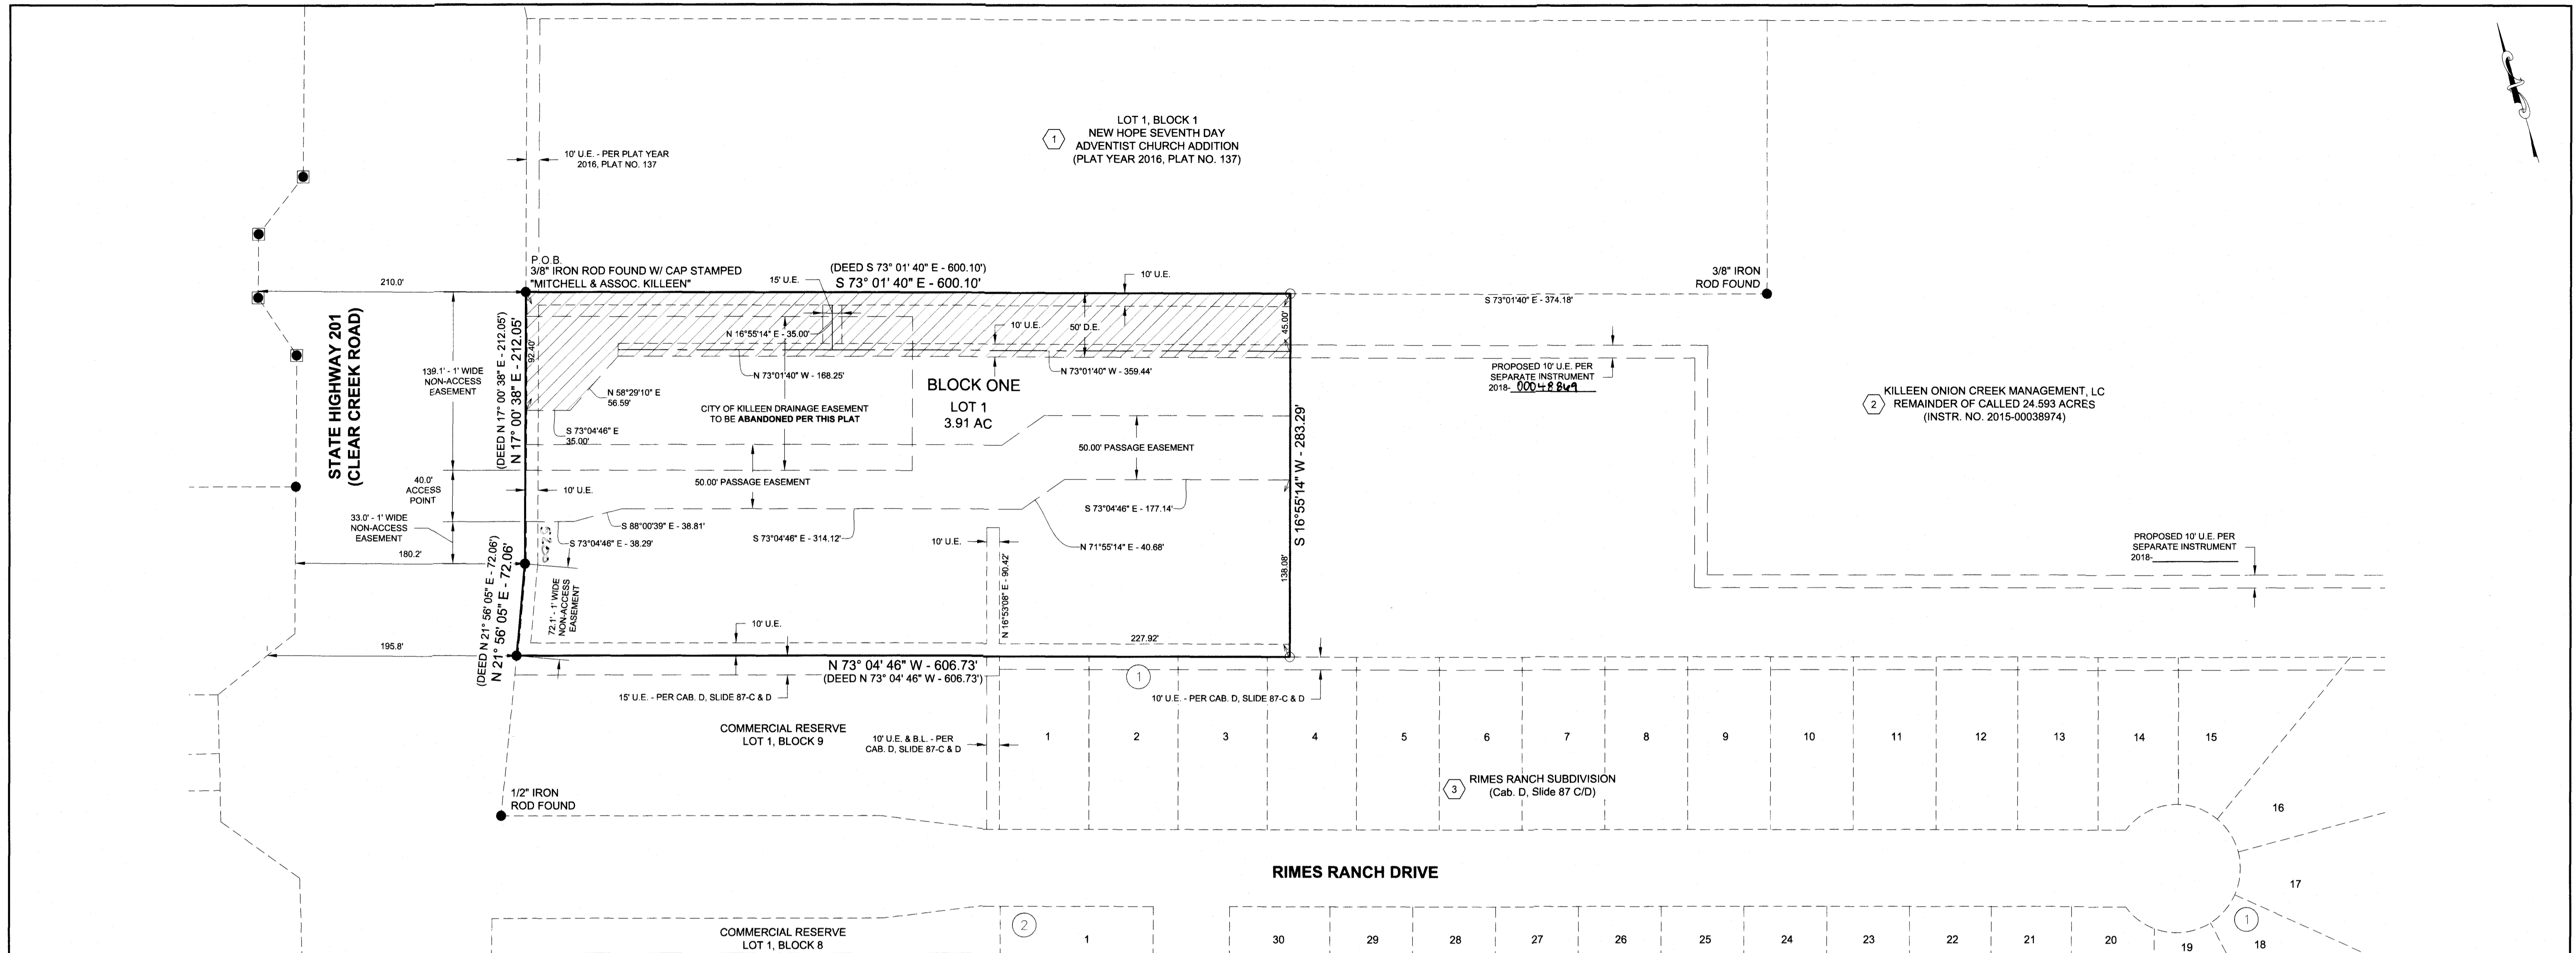 LOT 1, BLOCK 1
NEW HOPE SEVENTH DAY
ADVENTIST CHURCH ADDITION
(PLAT YEAR 2016, PLAT NO. 137)
1
10' U.E. - PER PLAT YEAR
2016, PLAT NO. 137
P.O.B.
3/8" IRON ROD FOUND W/ CAP STAMPED
"MITCHELL & ASSOC. KILLEEN"
(DEED S 73° 01' 40" E - 600.10')
S 73° 01' 40" E - 600.10'
15' U.E.
10' U.E.
3/8" IRON
ROD FOUND
S 73°01'40" E - 374.18'
210.0'
STATE HIGHWAY 201
(CLEAR CREEK ROAD)
139.1' - 1' WIDE
NON-ACCESS
EASEMENT
(DEED N 17° 00' 38" E - 212.05')
N 17° 00' 38" E - 212.05'
92.40'
N 16°55'14" E - 35.00'
10' U.E.
50' D.E.
45.00'
N 73°01'40" W - 168.25'
N 73°01'40" W - 359.44'
N 58°29'10" E
56.59'
BLOCK ONE
LOT 1
3.91 AC
CITY OF KILLEEN DRAINAGE EASEMENT
TO BE ABANDONED PER THIS PLAT
S 73°04'46" E
35.00'
PROPOSED 10' U.E. PER
SEPARATE INSTRUMENT
2018- 00048869
2
KILLEEN ONION CREEK MANAGEMENT, LC
REMAINDER OF CALLED 24.593 ACRES
(INSTR. NO. 2015-00038974)
50.00' PASSAGE EASEMENT
S 16°55'14" W - 283.29'
40.0'
ACCESS
POINT
10' U.E.
50.00' PASSAGE EASEMENT
S 73°04'46" E - 177.14'
33.0' - 1' WIDE
NON-ACCESS
EASEMENT
S 88°00'39" E - 38.81'
S 73°04'46" E - 38.29'
S 73°04'46" E - 314.12'
10' U.E.
N 71°55'14" E - 40.68'
PROPOSED 10' U.E. PER
SEPARATE INSTRUMENT
2018-
180.2'
(DEED N 21° 56' 05" E - 72.06')
N 21° 56' 05" E - 72.06'
72.1' - 1' WIDE
NON-ACCESS
EASEMENT
N 16°53'08" E - 90.42'
138.08'
10' U.E.
227.92'
195.8'
N 73° 04' 46" W - 606.73'
(DEED N 73° 04' 46" W - 606.73')
1
15' U.E. - PER CAB. D, SLIDE 87-C & D
10' U.E. - PER CAB. D, SLIDE 87-C & D
COMMERCIAL RESERVE
LOT 1, BLOCK 9
10' U.E. & B.L. - PER
CAB. D, SLIDE 87-C & D
1 2 3 4 5 6 7 8 9 10 11 12 13 14 15
3
RIMES RANCH SUBDIVISION
(Cab. D, Slide 87 C/D)
1/2" IRON
ROD FOUND
16
RIMES RANCH DRIVE
17
COMMERCIAL RESERVE
LOT 1, BLOCK 8
2
1
1 30 29 28 27 26 25 24 23 22 21 20 19 18